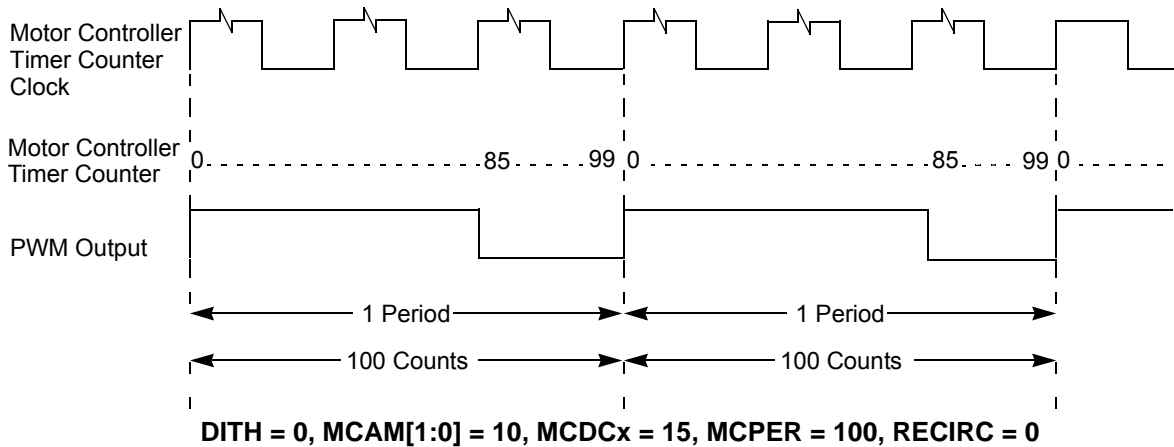 Motor Controller
Timer Counter
Clock
Motor Controller
Timer Counter
0 85 99 0 85 99 0
PWM Output
1 Period 1 Period
100 Counts 100 Counts
DITH = 0, MCAM[1:0] = 10, MCDCx = 15, MCPER = 100, RECIRC = 0